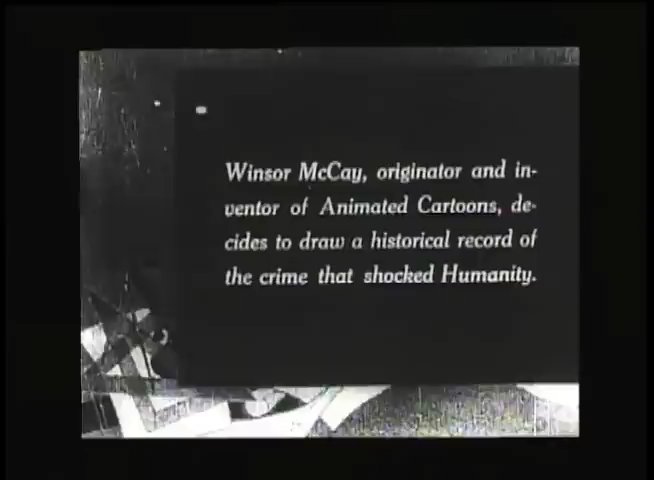 Winsor McCay, originator and in-
ventor of Animated Cartoons, de-
cides to draw a historical record of
the crime that shocked Humanity.